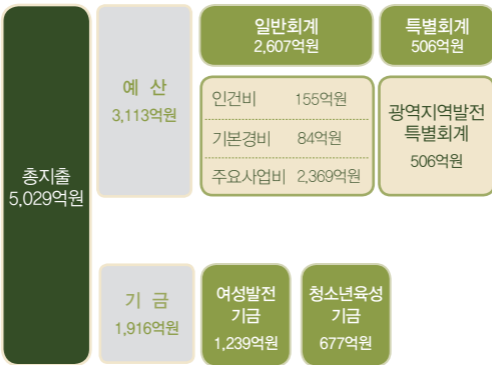 총지출
5,029억원
예 산
3,113억원
일반회계
2,607억원
특별회계
506억원
인건비 155억원
기본경비 84억원
주요사업비 2,369억원
광역지역발전
특별회계
506억원
기 금
1,916억원
여성발전
기금
1,239억원
청소년육성
기금
677억원